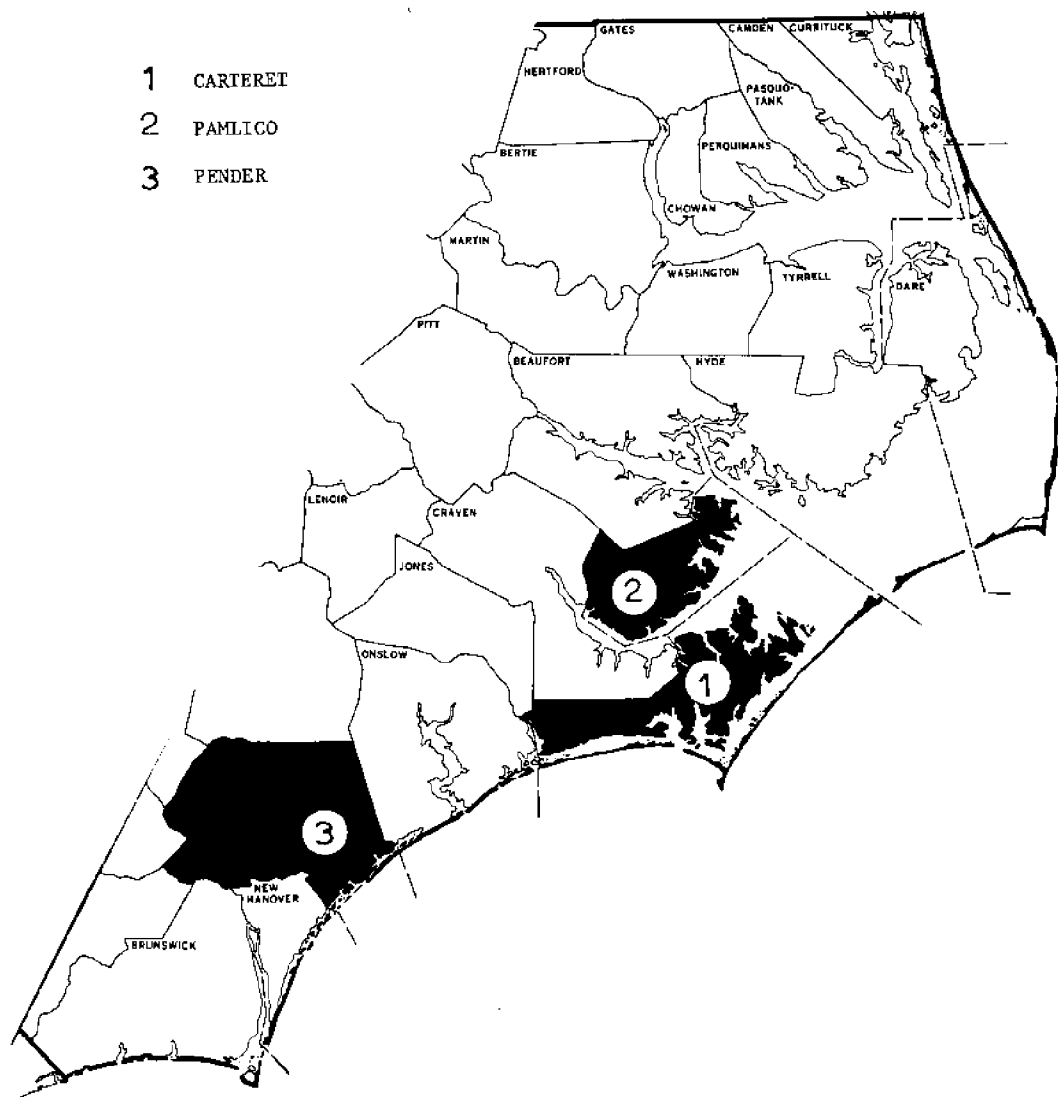 1 CARTERET
2 PAMLICO
3 PENDER
GATES
CAMDEN
CURRITUCK
HERTFORD
PASQUO-
TANK
BERTIE
PERQUIMANS
CHOWAN
MARTIN
WASHINGTON
TYRRELL
DARE
PITT
BEAUFORT
HYDE
LENOIR
CRAVEN
JONES
2
ONSLOW
1
3
NEW
HANOVER
BRUNSWICK